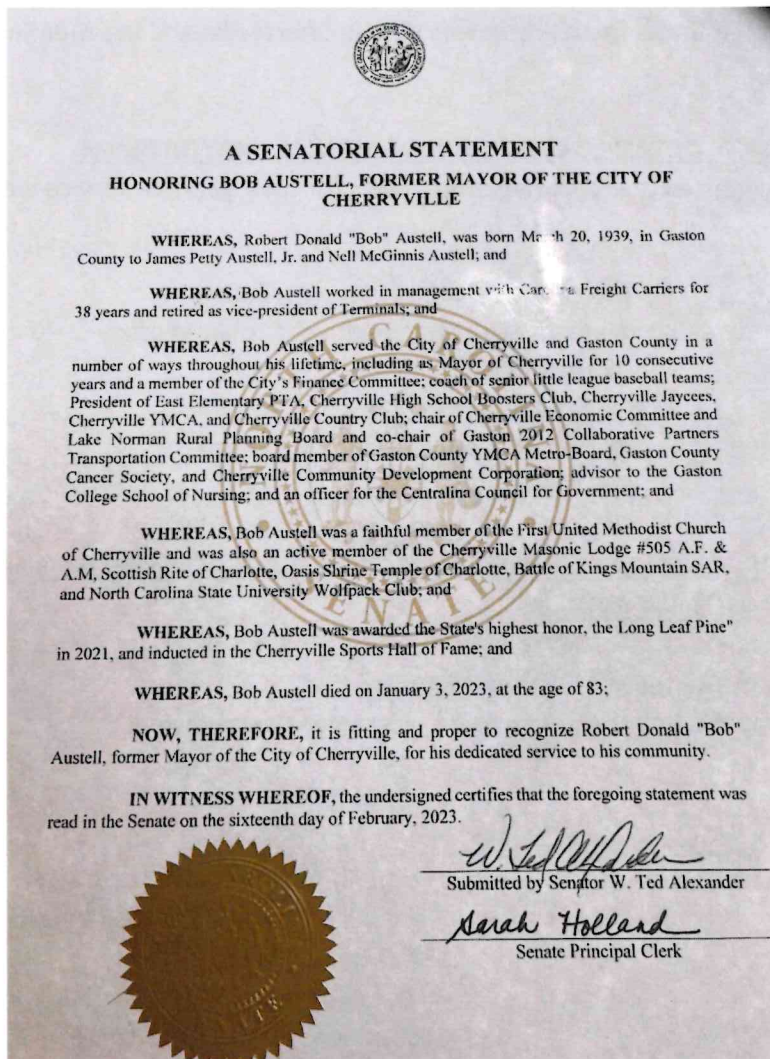 A SENATORIAL STATEMENT
HONORING BOB AUSTELL, FORMER MAYOR OF THE CITY OF
CHERRYVILLE
WHEREAS, Robert Donald "Bob" Austell, was born March 20, 1939, in Gaston
County to James Petty Austell, Jr. and Nell McGinnis Austell; and
WHEREAS, Bob Austell worked in management with Freight Carriers for
38 years and retired as vice-president of Terminals; and
WHEREAS, Bob Austell served the City of Cherryville and Gaston County in a
number of ways throughout his lifetime, including as Mayor of Cherryville for 10 consecutive
years and a member of the City's Finance Committee; coach of senior little league baseball teams;
President of East Elementary PTA, Cherryville High School Boosters Club, Cherryville Jaycees,
Cherryville YMCA, and Cherryville Country Club; chair of Cherryville Economic Committee and
Lake Norman Rural Planning Board and co-chair of Gaston 2012 Collaborative Partners
Transportation Committee; board member of Gaston County YMCA Metro-Board, Gaston County
Cancer Society, and Cherryville Community Development Corporation; advisor to the Gaston
College School of Nursing; and an officer for the Centralina Council for Government; and
WHEREAS, Bob Austell was a faithful member of the First United Methodist Church
of Cherryville and was also an active member of the Cherryville Masonic Lodge #505 A.F. &
A.M, Scottish Rite of Charlotte, Oasis Shrine Temple of Charlotte, Battle of Kings Mountain SAR,
and North Carolina State University Wolfpack Club; and
WHEREAS, Bob Austell was awarded the State's highest honor, the Long Leaf Pine"
in 2021, and inducted in the Cherryville Sports Hall of Fame; and
WHEREAS, Bob Austell died on January 3, 2023, at the age of 83;
NOW, THEREFORE, it is fitting and proper to recognize Robert Donald "Bob"
Austell, former Mayor of the City of Cherryville, for his dedicated service to his community.
IN WITNESS WHEREOF, the undersigned certifies that the foregoing statement was
read in the Senate on the sixteenth day of February, 2023.
Submitted by Senator W. Ted Alexander
Sarah Holland
Senate Principal Clerk
SENATE